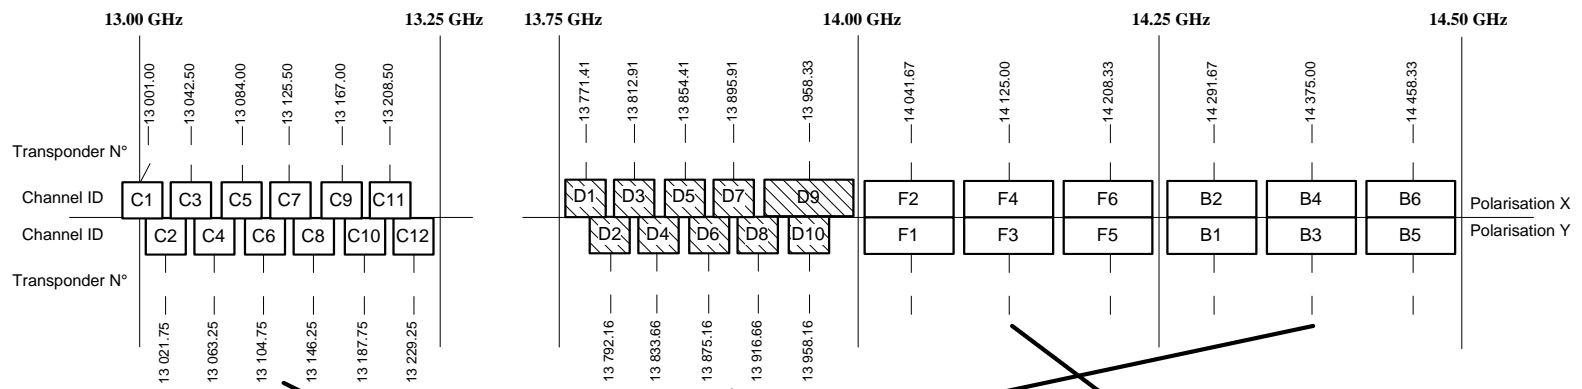 13.00 GHz 13.25 GHz 13.75 GHz 14.00 GHz 14.25 GHz 14.50 GHz
13 001.00 13 042.50 13 084.00 13 125.50 13 167.00 13 208.50 13 771.41 13 812.91 13 854.41 13 895.91 13 958.33 14 041.67 14 125.00 14 208.33 14 291.67 14 375.00 14 458.33
Transponder N°
Channel ID C1 C3 C5 C7 C9 C11 D1 D3 D5 D7 D9 F2 F4 F6 B2 B4 B6 Polarisation X
Channel ID C2 C4 C6 C8 C10 C12 D2 D4 D6 D8 D10 F1 F3 F5 B1 B3 B5 Polarisation Y
Transponder N°
13 021.75 13 063.25 13 104.75 13 146.25 13 187.75 13 229.25 13 792.16 13 833.66 13 875.16 13 916.66 13 958.16